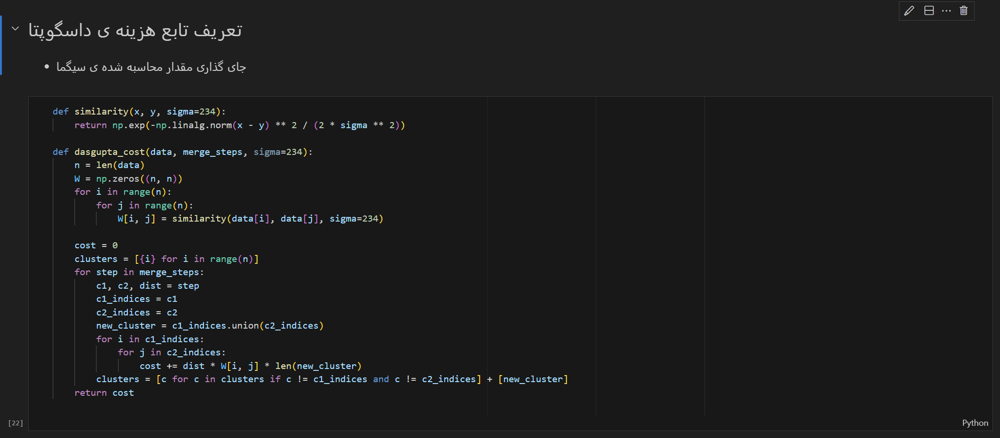 تعریف تابع هزینه ی داسگوپتا
جای گذاری مقدار محاسبه شده ی سیگما
def similarity(x, y, sigma=234):
    return np.exp(-np.linalg.norm(x - y) ** 2 / (2 * sigma ** 2))
def dasgupta_cost(data, merge_steps, sigma=234):
    n = len(data)
    W = np.zeros((n, n))
    for i in range(n):
        for j in range(n):
            W[i, j] = similarity(data[i], data[j], sigma=234)
    cost = 0
    clusters = [{i} for i in range(n)]
    for step in merge_steps:
        c1, c2, dist = step
        c1_indices = c1
        c2_indices = c2
        new_cluster = c1_indices.union(c2_indices)
        for i in c1_indices:
            for j in c2_indices:
                cost += dist * W[i, j] * len(new_cluster)
        clusters = [c for c in clusters if c != c1_indices and c != c2_indices] + [new_cluster]
    return cost
[22]
Python